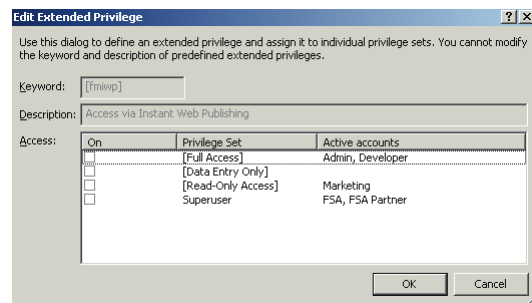 Edit Extended Privilege
Use this dialog to define an extended privilege and assign it to individual privilege sets. You cannot modify
the keyword and description of predefined extended privileges.
Keyword: [fmiwp]
Description: Access via Instant Web Publishing
Access: On Privilege Set Active accounts
[Full Access] Admin, Developer
[Data Entry Only]
[Read-Only Access] Marketing
Superuser FSA, FSA Partner
OK Cancel